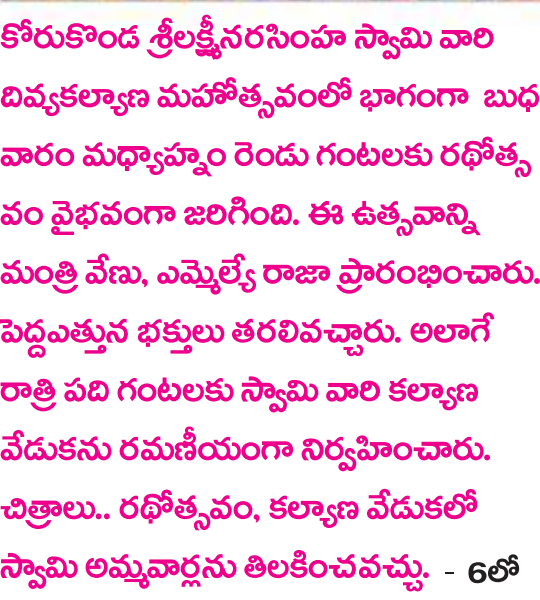 కోరుకొండ శ్రీలక్ష్మీనరసింహ స్వామి వారి
దివ్యకల్యాణ మహోత్సవంలో భాగంగా బుధ
వారం మధ్యాహ్నం రెండు గంటలకు రథోత్స
వం వైభవంగా జరిగింది. ఈ ఉత్సవాన్ని
మంత్రి వేణు, ఎమ్మెల్యే రాజా ప్రారంభించారు.
పెద్దఎత్తున భక్తులు తరలివచ్చారు. అలాగే
రాత్రి పది గంటలకు స్వామి వారి కల్యాణ
వేడుకను రమణీయంగా నిర్వహించారు.
చిత్రాలు.. రథోత్సవం, కల్యాణ వేడుకలో
స్వామి అమ్మవార్లను తిలకించవచ్చు. - 6లో